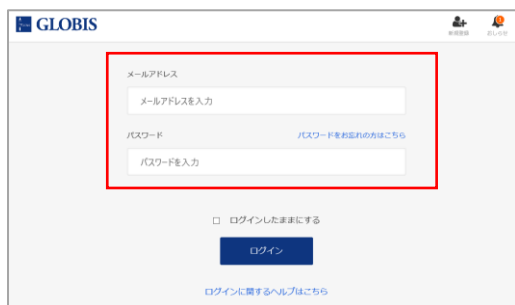 GLOBIS
新規登録
おしらせ
メールアドレス
メールアドレスを入力
パスワード
パスワードをお忘れの方はこちら
パスワードを入力
ログインしたままにする
ログイン
ログインに関するヘルプはこちら